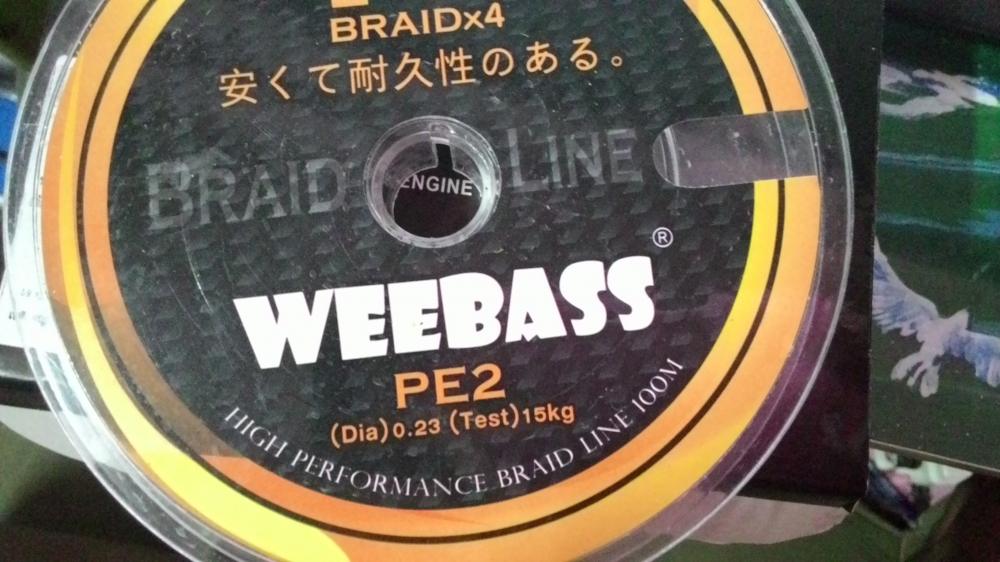 BRAIDx4
安くて耐久性のある。
BRAID LINE
ENGINE
WEEBASS®
PE2
(Dia)0.23 (Test)15kg
HIGH PERFORMANCE BRAID LINE 100M